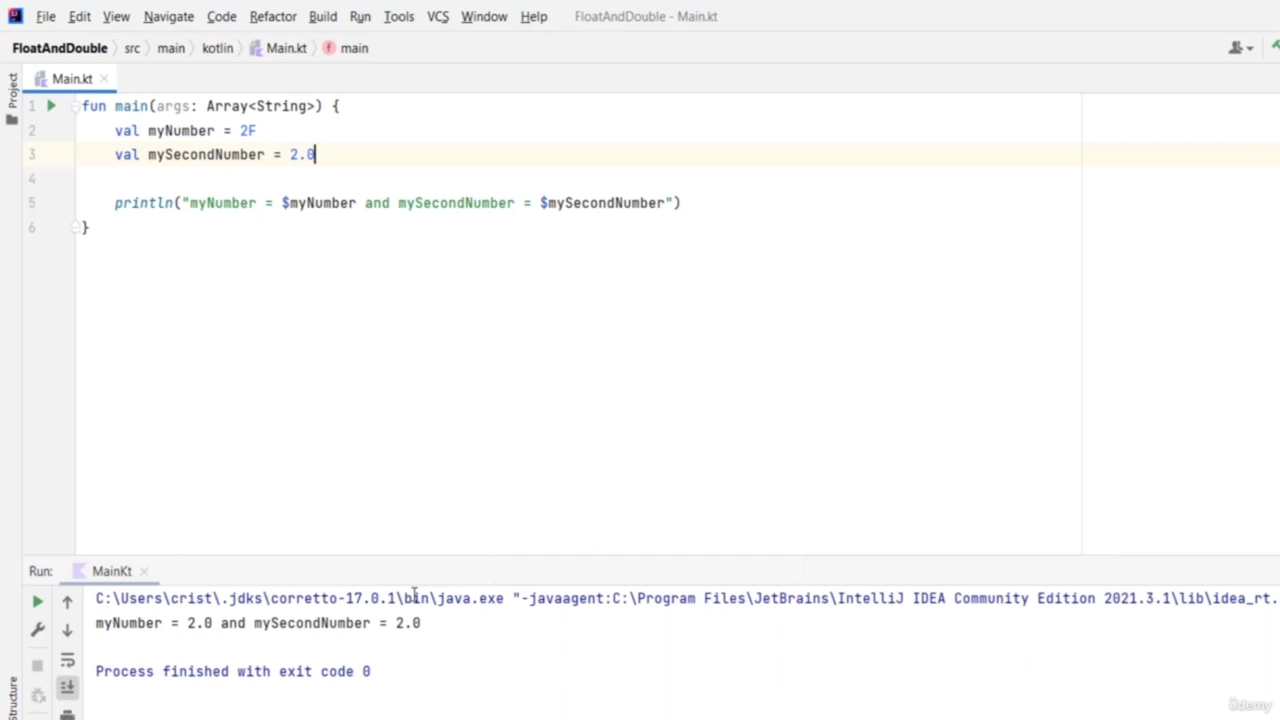 File Edit View Navigate Code Refactor Build Run Tools VCS Window Help FloatAndDouble - Main.kt
FloatAndDouble src main kotlin Main.kt main
Project
Main.kt
1 fun main(args: Array<String>) {
2 val myNumber = 2F
3 val mySecondNumber = 2.0
4
5 println("myNumber = $myNumber and mySecondNumber = $mySecondNumber")
6 }
Run: MainKt
C:\Users\crist\.jdks\corretto-17.0.1\bin\java.exe "-javaagent:C:\Program Files\JetBrains\IntelliJ IDEA Community Edition 2021.3.1\lib\idea_rt.
myNumber = 2.0 and mySecondNumber = 2.0
Process finished with exit code 0
Structure
ûdemy